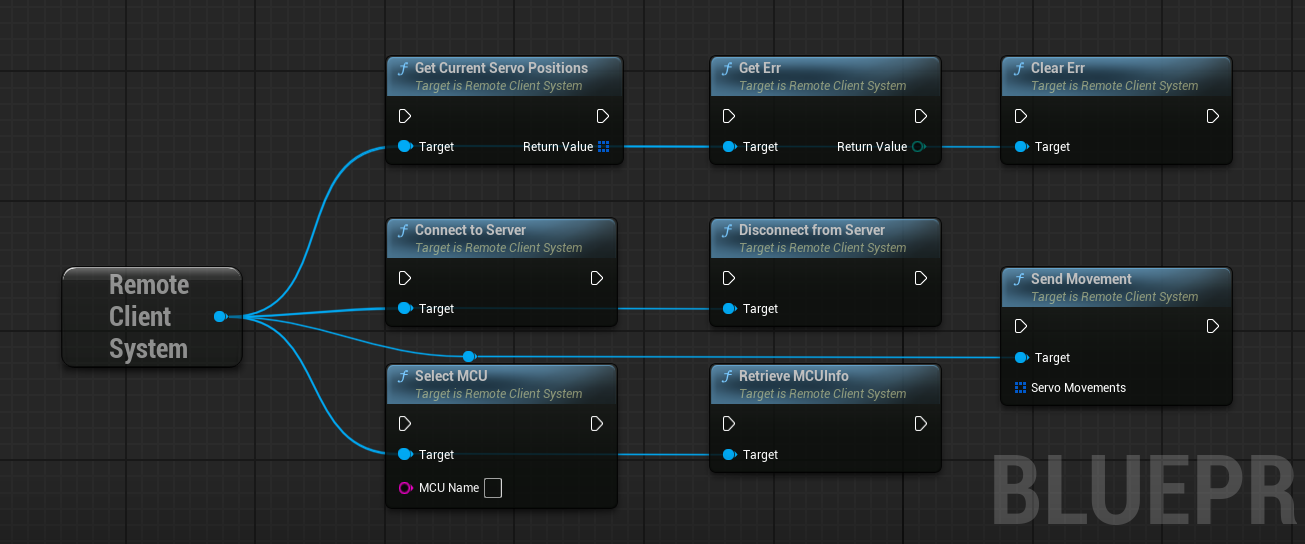 Get Current Servo Positions
Target is Remote Client System
Target
Return Value
Get Err
Target is Remote Client System
Target
Return Value
Clear Err
Target is Remote Client System
Target
Remote
Client
System
Connect to Server
Target is Remote Client System
Target
Disconnect from Server
Target is Remote Client System
Target
Send Movement
Target is Remote Client System
Target
Servo Movements
Select MCU
Target is Remote Client System
Target
MCU Name
Retrieve MCUInfo
Target is Remote Client System
Target
BLUEPR